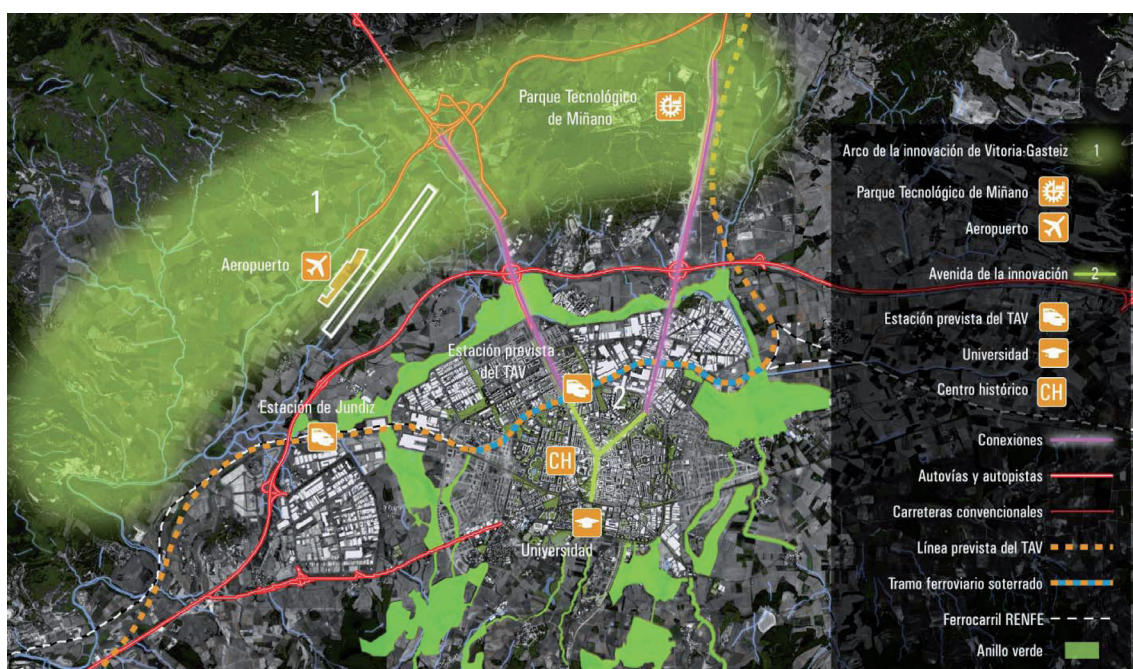 Parque Tecnológico
de Miñano
1
Aeropuerto
Estación prevista
del TAV
2
Estación de Jundiz
CH
Universidad
Arco de la innovación de Vitoria-Gasteiz 1
Parque Tecnológico de Miñano
Aeropuerto
Avenida de la innovación 2
Estación prevista del TAV
Universidad
Centro histórico CH
Conexiones
Autovías y autopistas
Carreteras convencionales
Línea prevista del TAV
Tramo ferroviario soterrado
Ferrocarril RENFE
Anillo verde